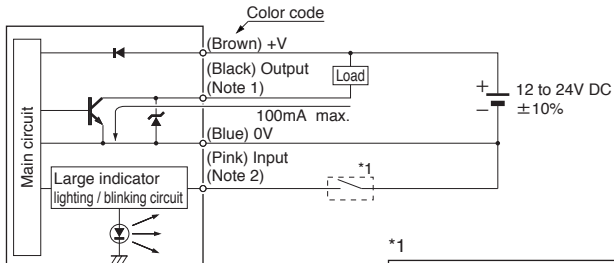 Color code
(Brown) +V
(Black) Output
(Note 1)
Load
100mA max.
+
−
12 to 24V DC
±10%
(Blue) 0V
(Pink) Input
(Note 2)
*1
Main circuit
Large indicator
lighting / blinking circuit
*1